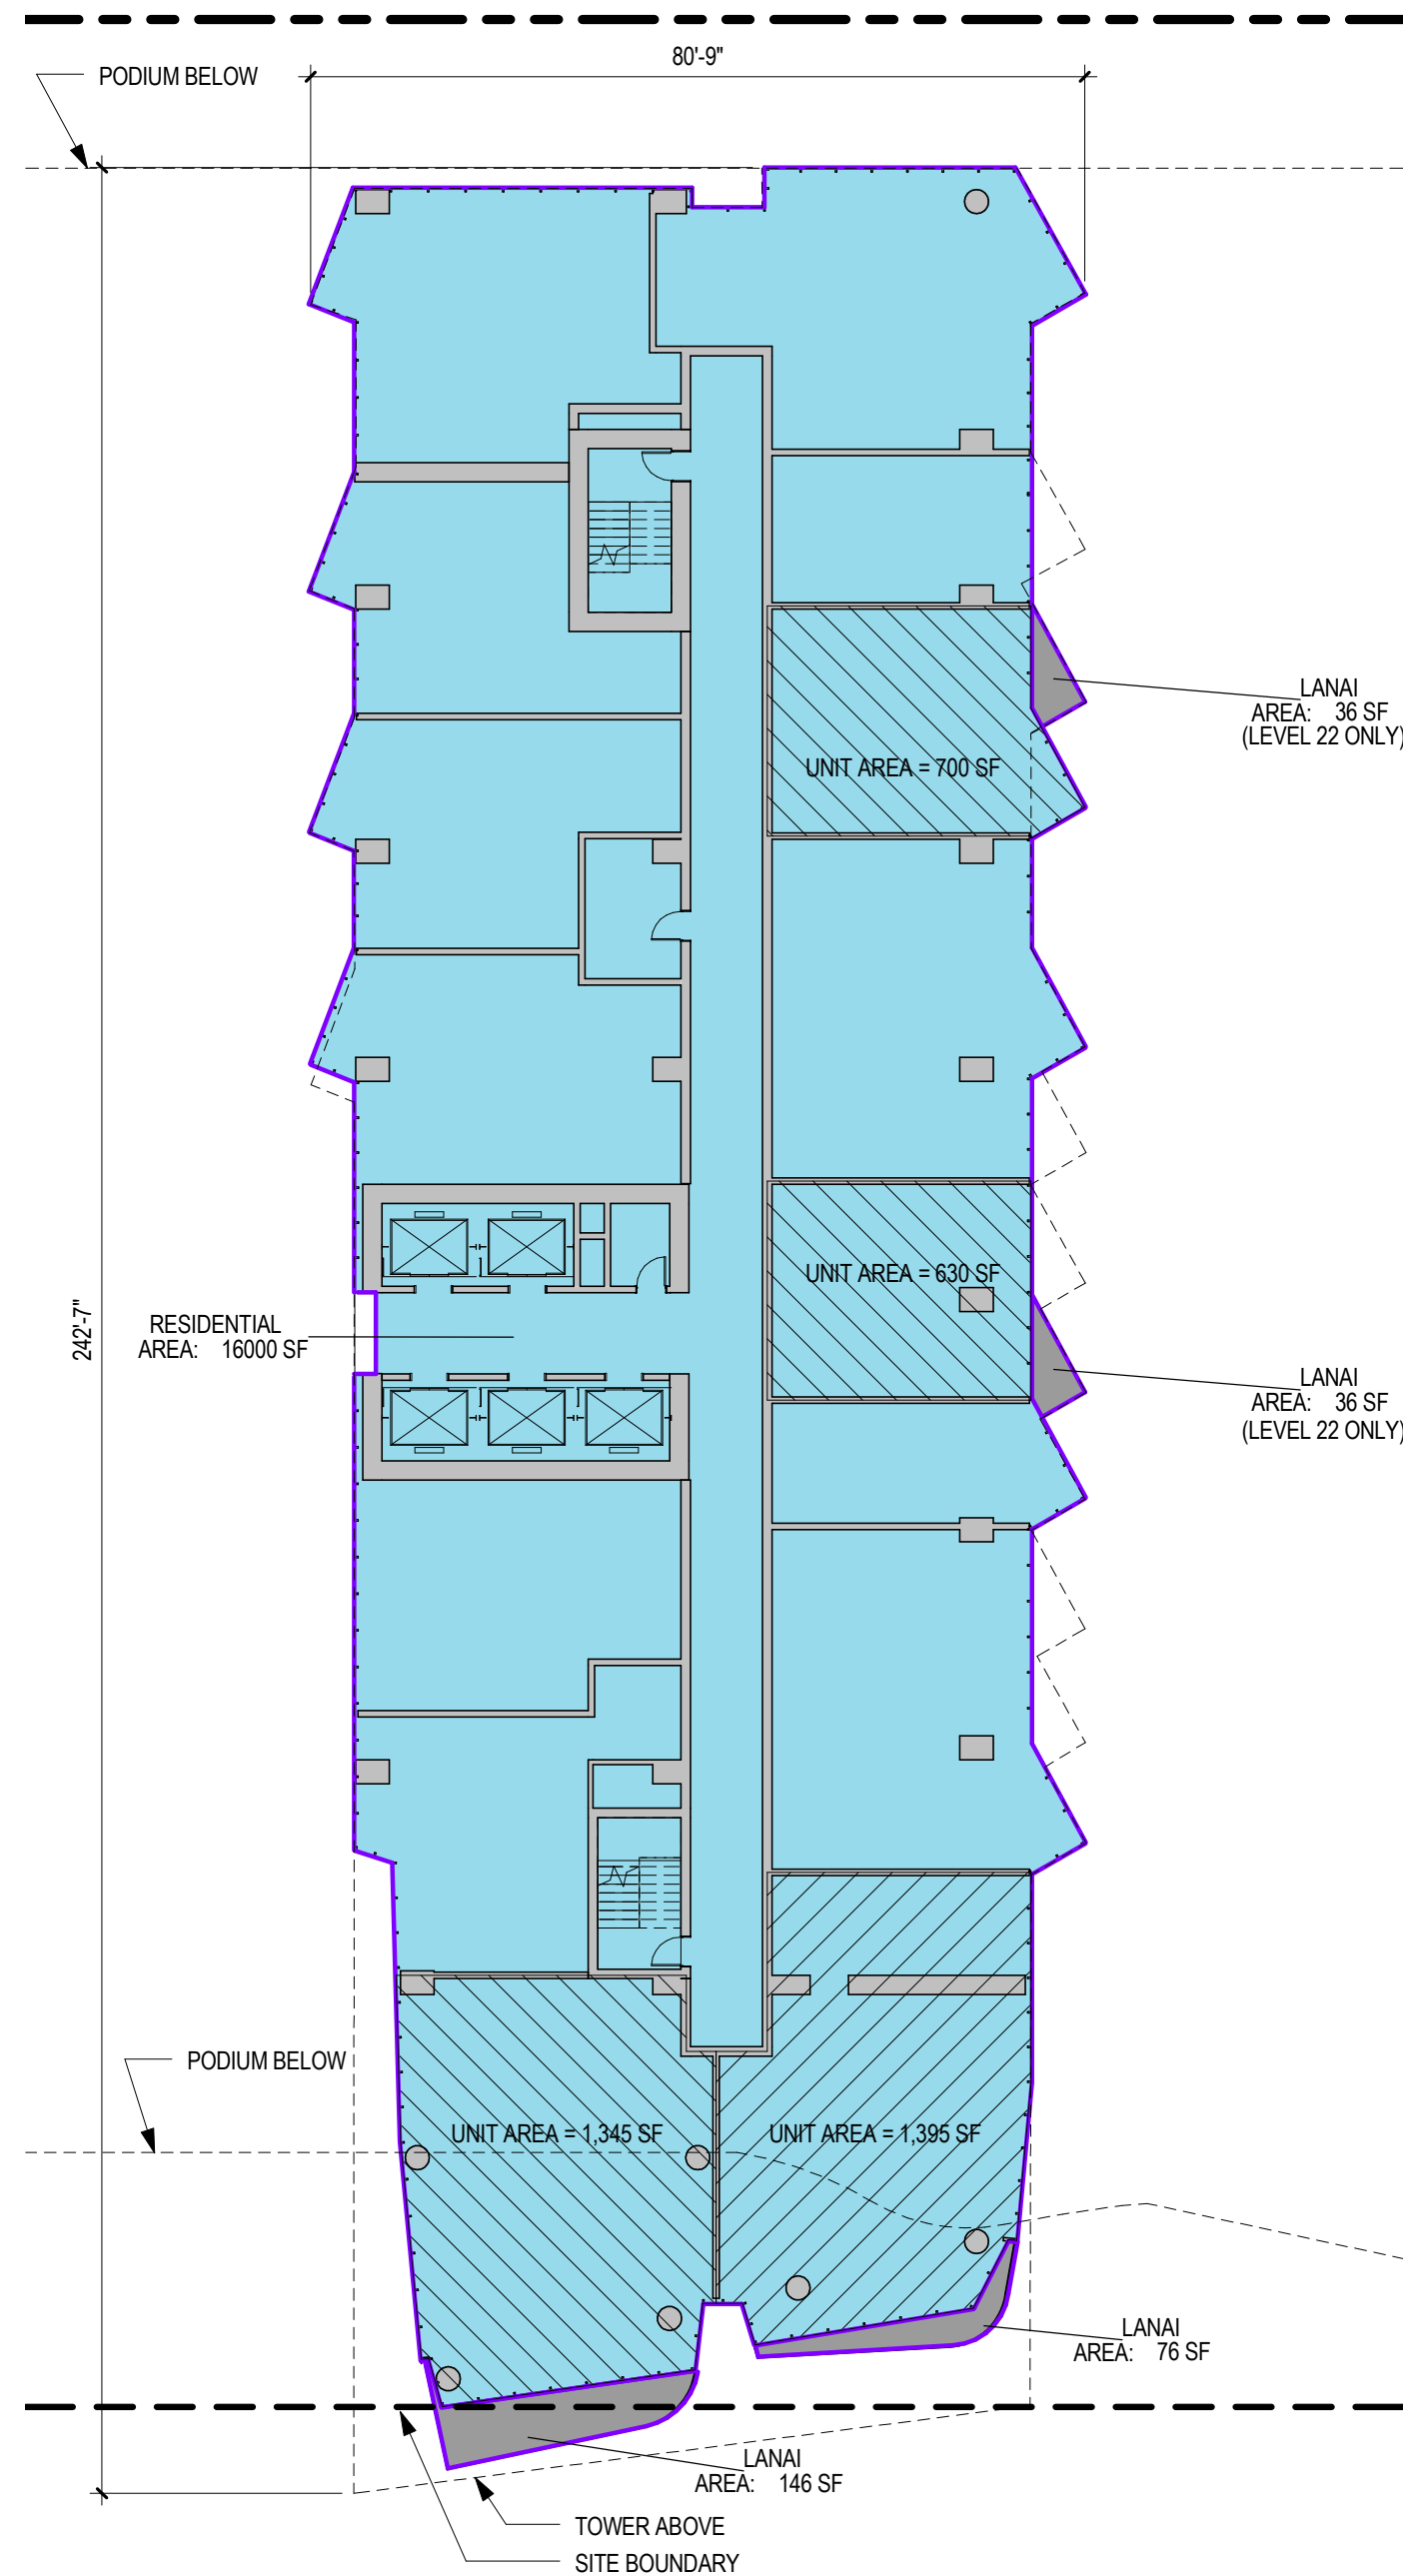 80'-9"
PODIUM BELOW
LANAI
AREA: 36 SF
(LEVEL 22 ONLY)
UNIT AREA = 700 SF
UNIT AREA = 630 SF
242'-7"
RESIDENTIAL
AREA: 16000 SF
LANAI
AREA: 36 SF
(LEVEL 22 ONLY)
PODIUM BELOW
UNIT AREA = 1,345 SF
UNIT AREA = 1,395 SF
LANAI
AREA: 76 SF
LANAI
AREA: 146 SF
TOWER ABOVE
SITE BOUNDARY